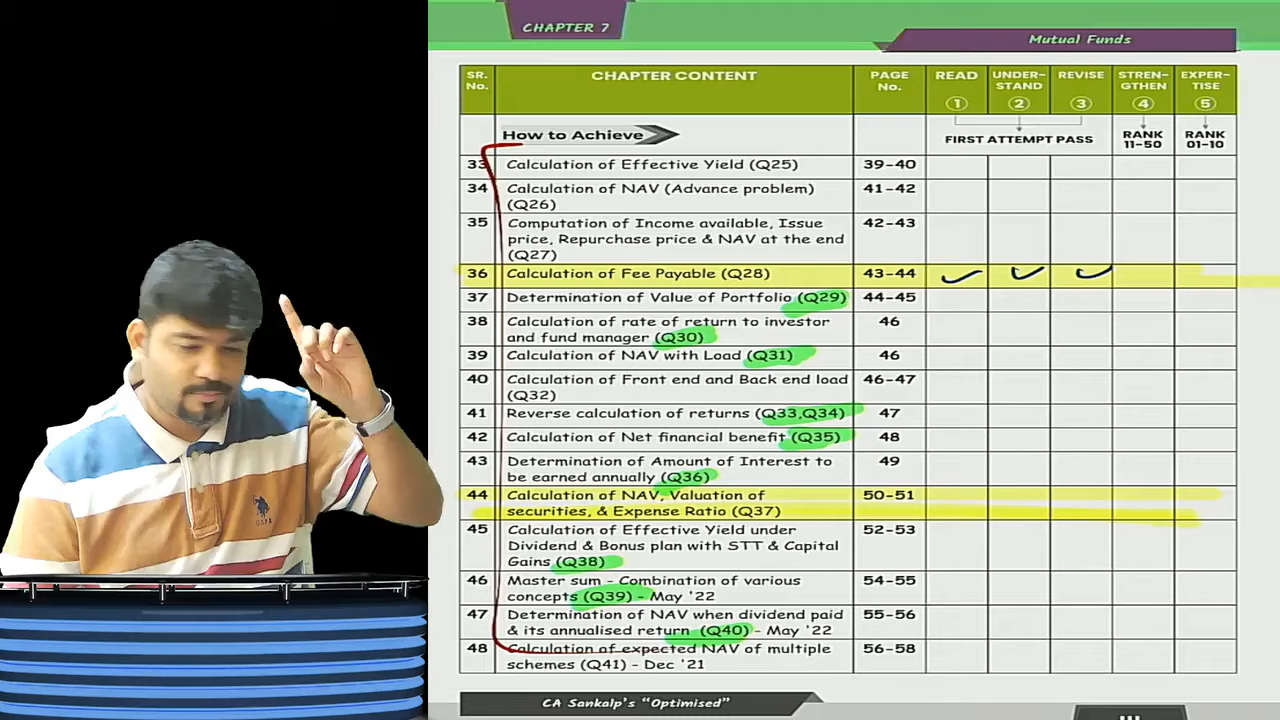 CHAPTER 7
Mutual Funds
SR. No. CHAPTER CONTENT PAGE No. READ ① UNDER-STAND ② REVISE ③ STREN-GTHEN ④ EXPER-TISE ⑤
How to Achieve FIRST ATTEMPT PASS RANK 11-50 RANK 01-10
33 Calculation of Effective Yield (Q25) 39-40
34 Calculation of NAV (Advance problem) 41-42
(Q26)
35 Computation of Income available, Issue 42-43
price, Repurchase price & NAV at the end
(Q27)
36 Calculation of Fee Payable (Q28) 43-44
37 Determination of Value of Portfolio (Q29) 44-45
38 Calculation of rate of return to investor 46
and fund manager (Q30)
39 Calculation of NAV with Load (Q31) 46
40 Calculation of Front end and Back end load 46-47
(Q32)
41 Reverse calculation of returns (Q33,Q34) 47
42 Calculation of Net financial benefit (Q35) 48
43 Determination of Amount of Interest to 49
be earned annually (Q36)
44 Calculation of NAV, Valuation of 50-51
securities, & Expense Ratio (Q37)
45 Calculation of Effective Yield under 52-53
Dividend & Bonus plan with STT & Capital
Gains (Q38)
46 Master sum - Combination of various 54-55
concepts (Q39) - May '22
47 Determination of NAV when dividend paid 55-56
& its annualised return (Q40) - May '22
48 Calculation of expected NAV of multiple 56-58
schemes (Q41) - Dec '21
CA Sankalp's "Optimised"
USPA